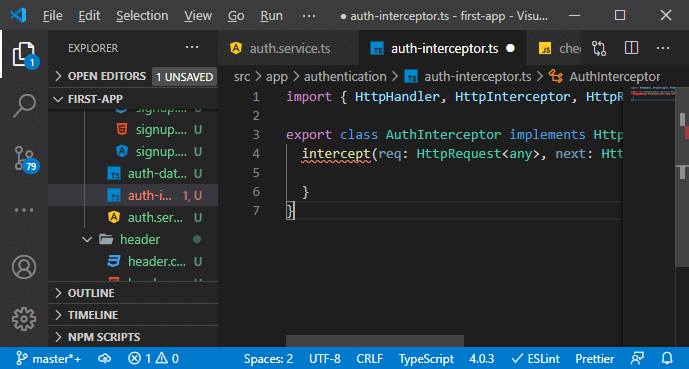 File Edit Selection View Go Run ... ● auth-interceptor.ts - first-app - Visu...
EXPLORER
auth.service.ts
auth-interceptor.ts ●
chec
...
1
OPEN EDITORS 1 UNSAVED
FIRST-APP
signup.... U
signup.... U
signup.... U
auth-dat... U
auth-i... 1, U
auth.ser... U
header
header.c... U
OUTLINE
TIMELINE
NPM SCRIPTS
79
...
src > app > authentication > auth-interceptor.ts > AuthInterceptor
1 import { HttpHandler, HttpInterceptor, HttpR
2
3 export class AuthInterceptor implements Http
4 intercept(req: HttpRequest<any>, next: Htt
5
6 }
7 }
master*+ 1 0 Spaces: 2 UTF-8 CRLF TypeScript 4.0.3 ESLint Prettier